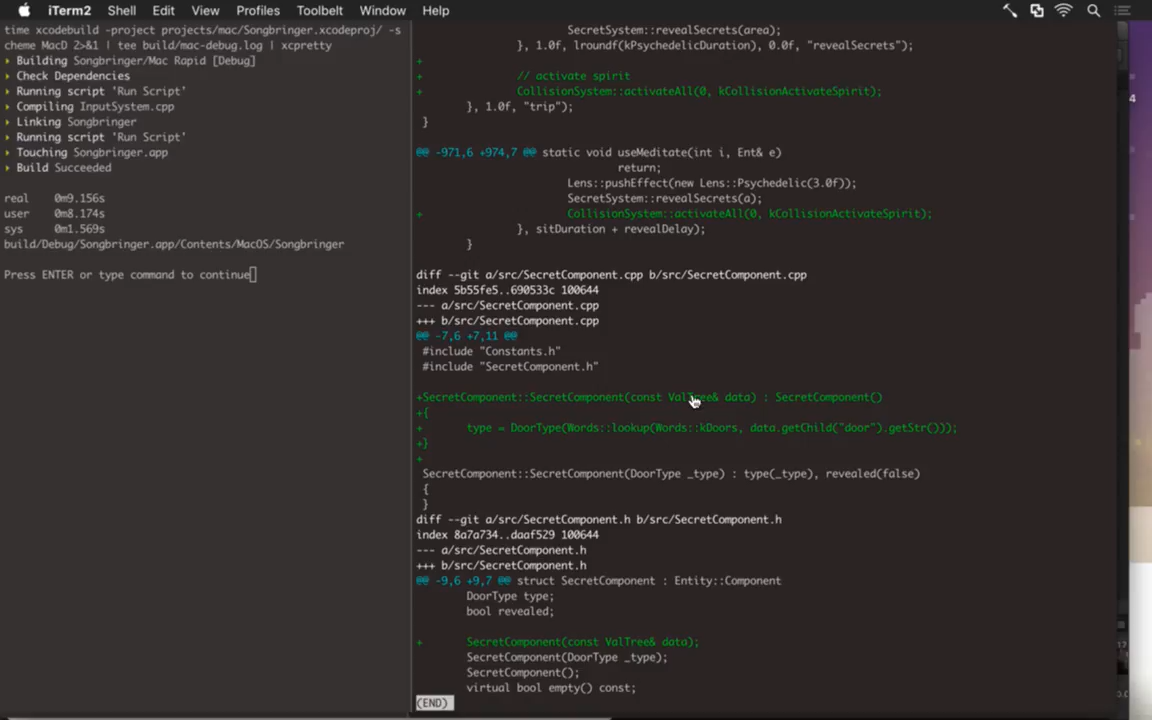 iTerm2 Shell Edit View Profiles Toolbelt Window Help
time xcodebuild -project projects/mac/Songbringer.xcodeproj/ -s
cheme MacD 2>&1 | tee build/mac-debug.log | xcpretty
Building Songbringer/Mac Rapid [Debug]
Check Dependencies
Running script 'Run Script'
Compiling InputSystem.cpp
Linking Songbringer
Running script 'Run Script'
Touching Songbringer.app
Build Succeeded
real 0m9.156s
user 0m8.174s
sys 0m1.569s
build/Debug/Songbringer.app/Contents/MacOS/Songbringer
Press ENTER or type command to continue
SecretSystem::revealSecrets(area);
}, 1.0f, lroundf(kPsychedelicDuration), 0.0f, "revealSecrets");
+
+ // activate spirit
+ CollisionSystem::activateAll(0, kCollisionActivateSpirit);
}, 1.0f, "trip");
}
@@ -971,6 +974,7 @@ static void useMeditate(int i, Ent& e)
return;
Lens::pushEffect(new Lens::Psychedelic(3.0f));
SecretSystem::revealSecrets(a);
+ CollisionSystem::activateAll(0, kCollisionActivateSpirit);
}, sitDuration + revealDelay);
}
diff --git a/src/SecretComponent.cpp b/src/SecretComponent.cpp
index 5b55fe5..690533c 100644
--- a/src/SecretComponent.cpp
+++ b/src/SecretComponent.cpp
@@ -7,6 +7,11 @@
#include "Constants.h"
#include "SecretComponent.h"
+SecretComponent::SecretComponent(const ValTree& data) : SecretComponent()
+{
+ type = DoorType(Words::lookup(Words::kDoors, data.getChild("door").getStr()));
+}
+
SecretComponent::SecretComponent(DoorType _type) : type(_type), revealed(false)
{
}
diff --git a/src/SecretComponent.h b/src/SecretComponent.h
index 8a7a734..daaf529 100644
--- a/src/SecretComponent.h
+++ b/src/SecretComponent.h
@@ -9,6 +9,7 @@ struct SecretComponent : Entity::Component
DoorType type;
bool revealed;
+ SecretComponent(const ValTree& data);
SecretComponent(DoorType _type);
SecretComponent();
virtual bool empty() const;
(END)